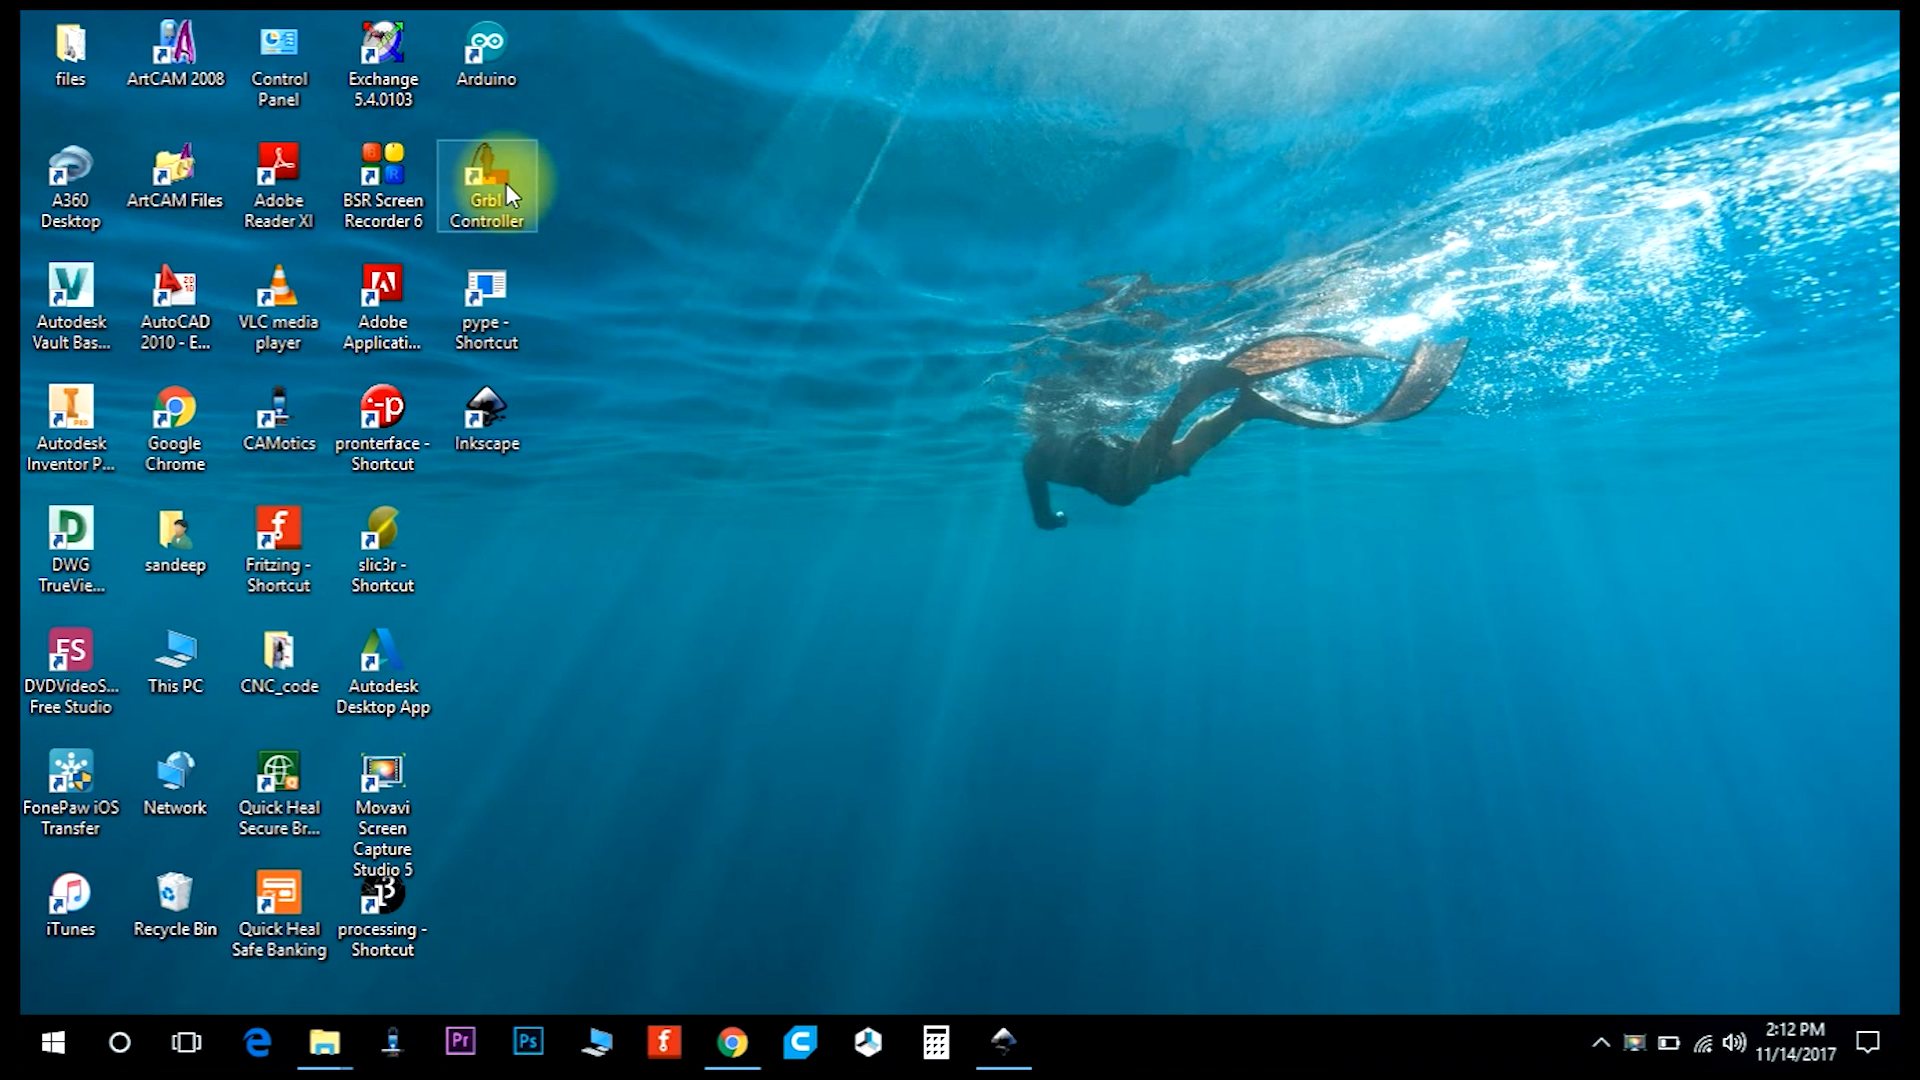 files
ArtCAM 2008
Control
Panel
Exchange
5.4.0103
Arduino
A360
Desktop
ArtCAM Files
Adobe
Reader XI
BSR Screen
Recorder 6
Grbl
Controller
Autodesk
Vault Bas...
AutoCAD
2010 - E...
VLC media
player
Adobe
Applicati...
pype -
Shortcut
Autodesk
Inventor P...
Google
Chrome
CAMotics
pronterface -
Shortcut
Inkscape
DWG
TrueVie...
sandeep
Fritzing -
Shortcut
slic3r -
Shortcut
FS
DVDVideoS...
Free Studio
This PC
CNC_code
Autodesk
Desktop App
FonePaw iOS
Transfer
Network
Quick Heal
Secure Br...
Movavi
Screen
Capture
Studio 5
iTunes
Recycle Bin
Quick Heal
Safe Banking
processing -
Shortcut
Pr
Ps
2:12 PM
11/14/2017